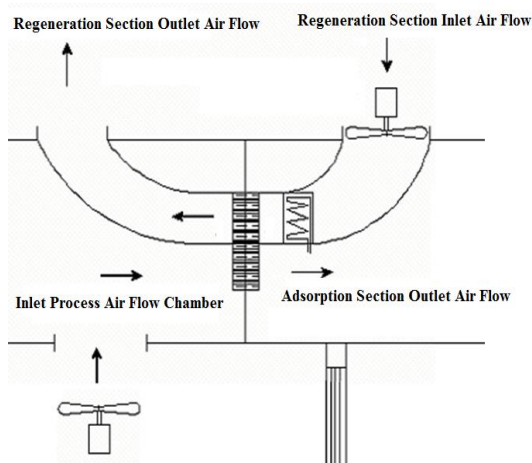 Regeneration Section Outlet Air Flow
Regeneration Section Inlet Air Flow
Inlet Process Air Flow Chamber
Adsorption Section Outlet Air Flow